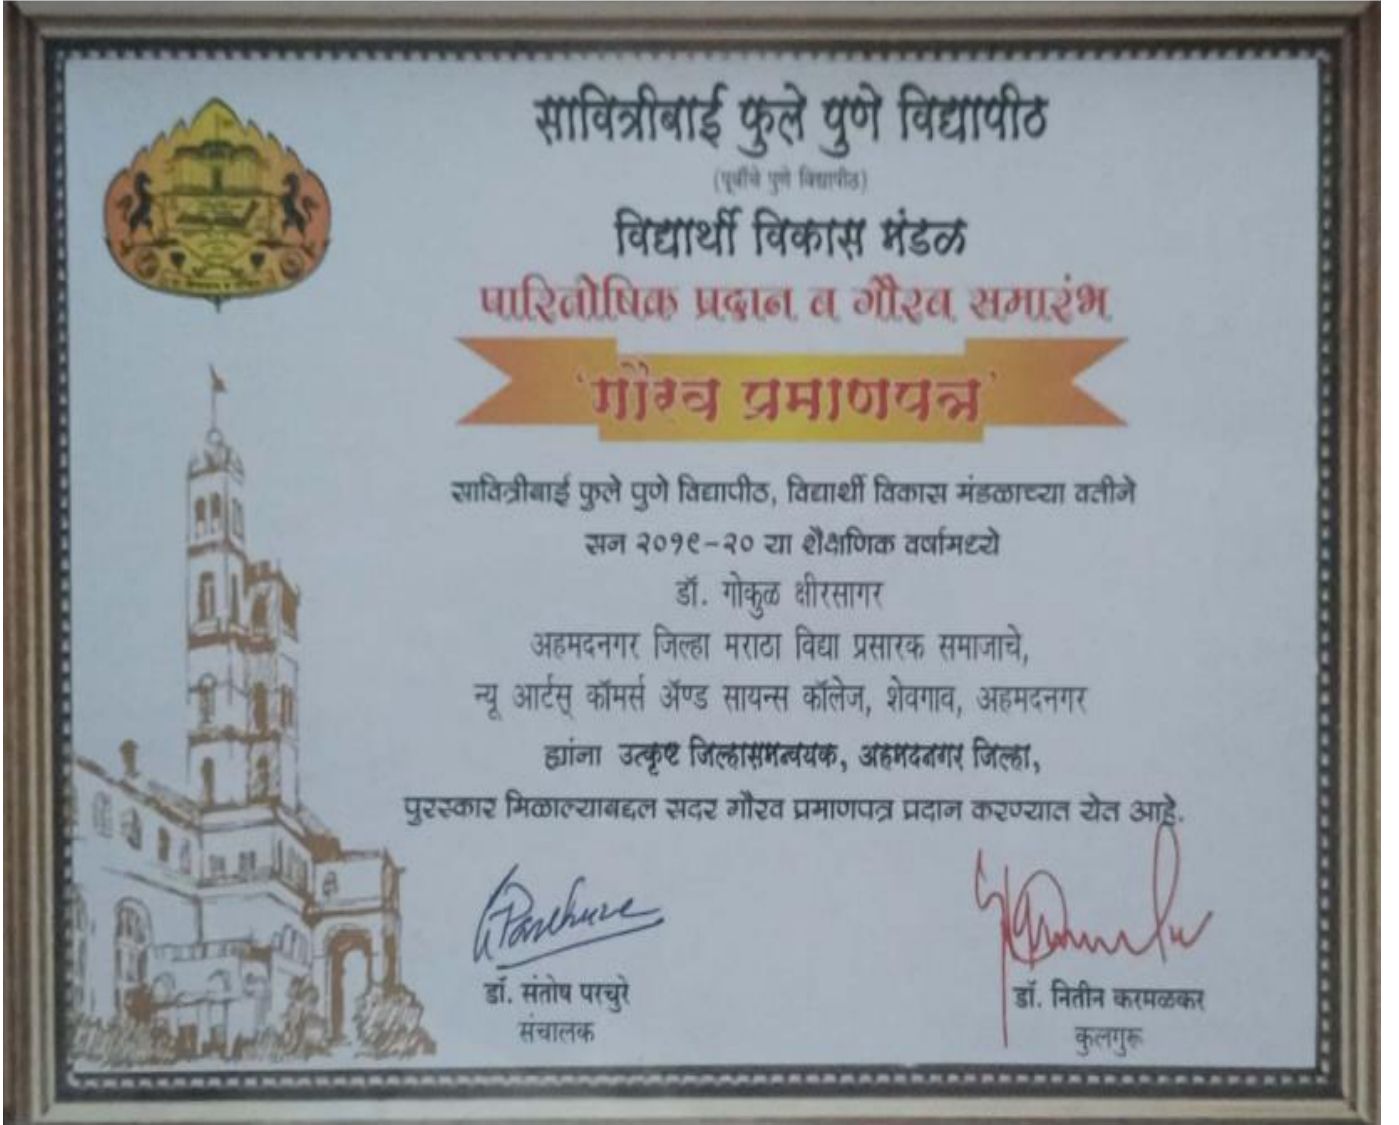 सावित्रीबाई फुले पुणे विद्यापीठ
(पूर्वीचे पुणे विद्यापीठ)
विद्यार्थी विकास मंडळ
पारितोषिक प्रदान व गौरव समारंभ
'गौरव प्रमाणपत्र'
सावित्रीबाई फुले पुणे विद्यापीठ, विद्यार्थी विकास मंडळाच्या वतीने
सन २०१९-२० या शैक्षणिक वर्षामध्ये
डॉ. गोकुळ क्षीरसागर
अहमदनगर जिल्हा मराठा विद्या प्रसारक समाजाचे,
न्यू आर्टस् कॉमर्स अ‍ॅण्ड सायन्स कॉलेज, शेवगाव, अहमदनगर
ह्यांना उत्कृष्ट जिल्हासमन्वयक, अहमदनगर जिल्हा,
पुरस्कार मिळाल्याबद्दल सदर गौरव प्रमाणपत्र प्रदान करण्यात येत आहे.
डॉ. संतोष परचुरे
संचालक
डॉ. नितीन करमळकर
कुलगुरू